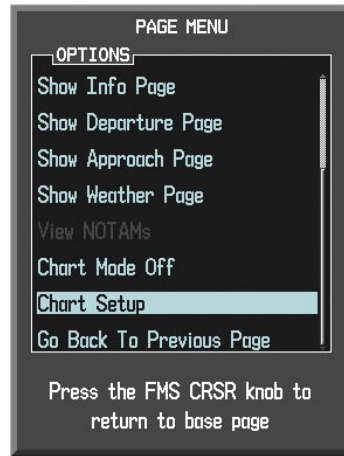 PAGE MENU
OPTIONS
Show Info Page
Show Departure Page
Show Approach Page
Show Weather Page
View NOTAMs
Chart Mode Off
Chart Setup
Go Back To Previous Page
Press the FMS CRSR knob to
return to base page